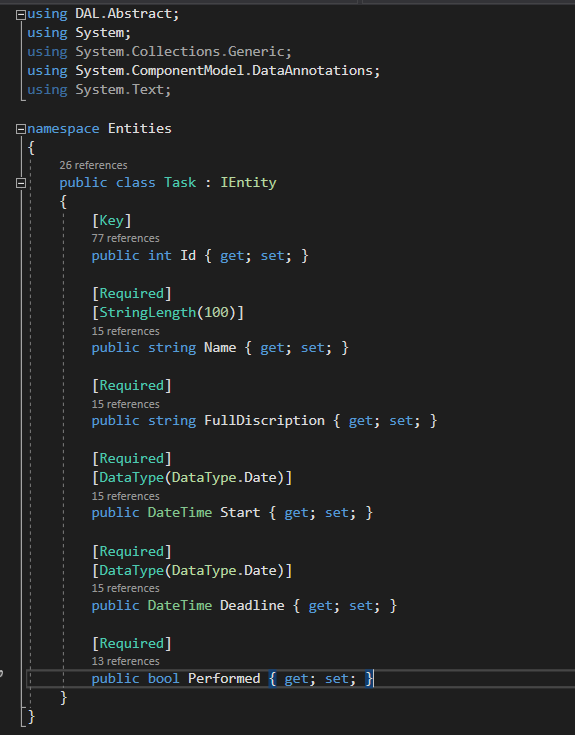 using DAL.Abstract;
using System;
using System.Collections.Generic;
using System.ComponentModel.DataAnnotations;
using System.Text;
namespace Entities
{
26 references
public class Task : IEntity
{
[Key]
77 references
public int Id { get; set; }
[Required]
[StringLength(100)]
15 references
public string Name { get; set; }
[Required]
15 references
public string FullDiscription { get; set; }
[Required]
[DataType(DataType.Date)]
15 references
public DateTime Start { get; set; }
[Required]
[DataType(DataType.Date)]
15 references
public DateTime Deadline { get; set; }
[Required]
13 references
public bool Performed { get; set; }
}
}